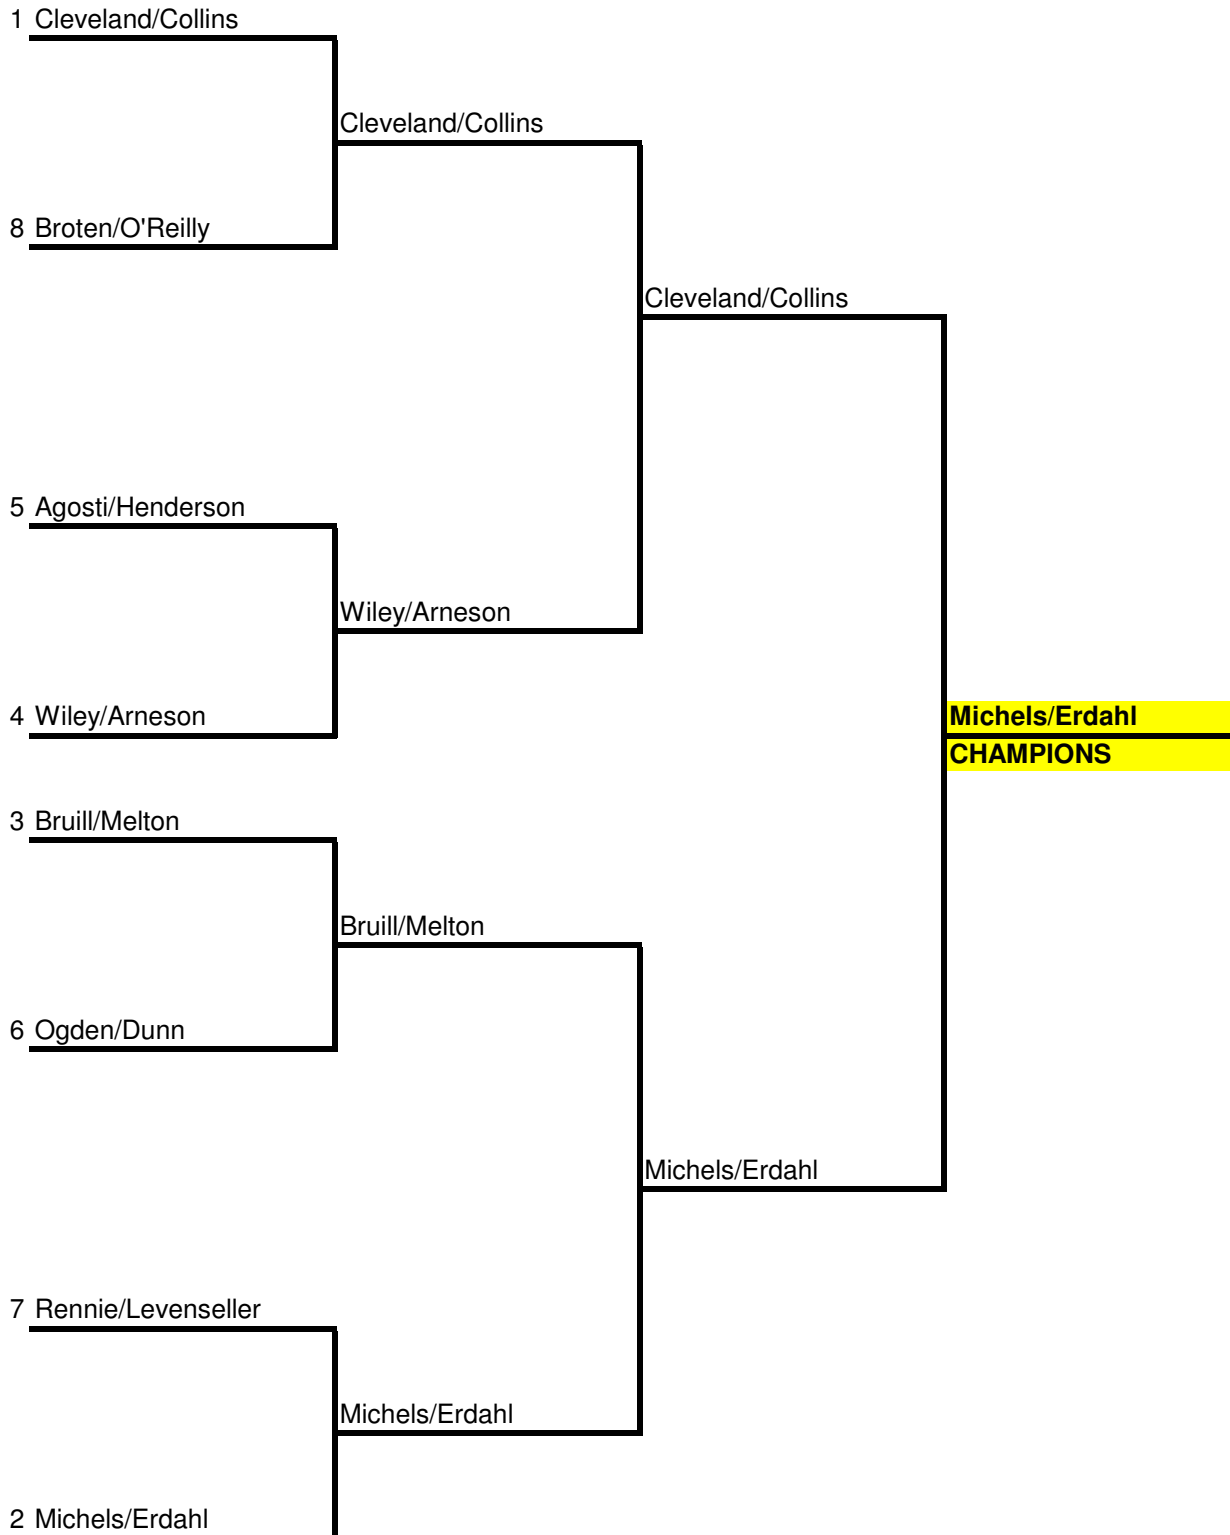 1 Cleveland/Collins
Cleveland/Collins
8 Broten/O'Reilly
Cleveland/Collins
5 Agosti/Henderson
Wiley/Arneson
4 Wiley/Arneson
Michels/Erdahl
CHAMPIONS
3 Bruill/Melton
Bruill/Melton
6 Ogden/Dunn
Michels/Erdahl
7 Rennie/Levenseller
Michels/Erdahl
2 Michels/Erdahl